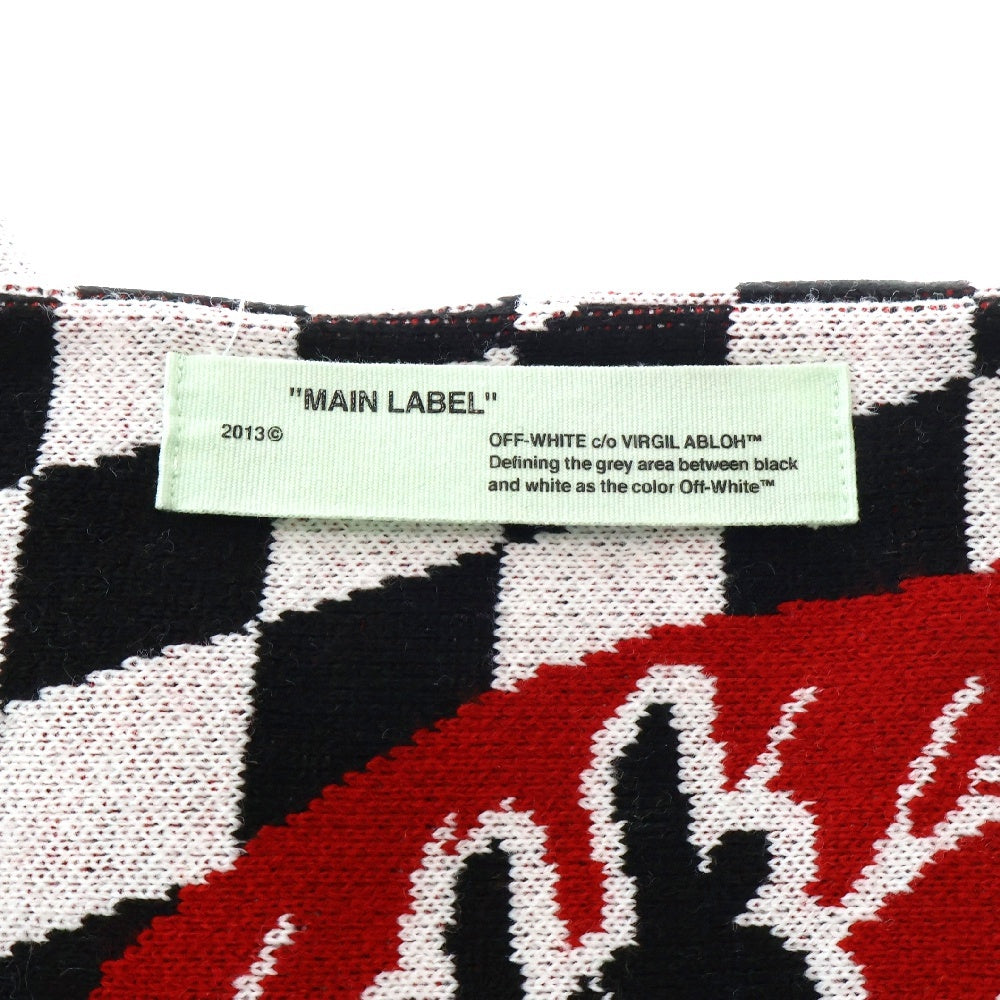 "MAIN LABEL"
2013©
OFF-WHITE c/o VIRGIL ABLOH™
Defining the grey area between black
and white as the color Off-White™